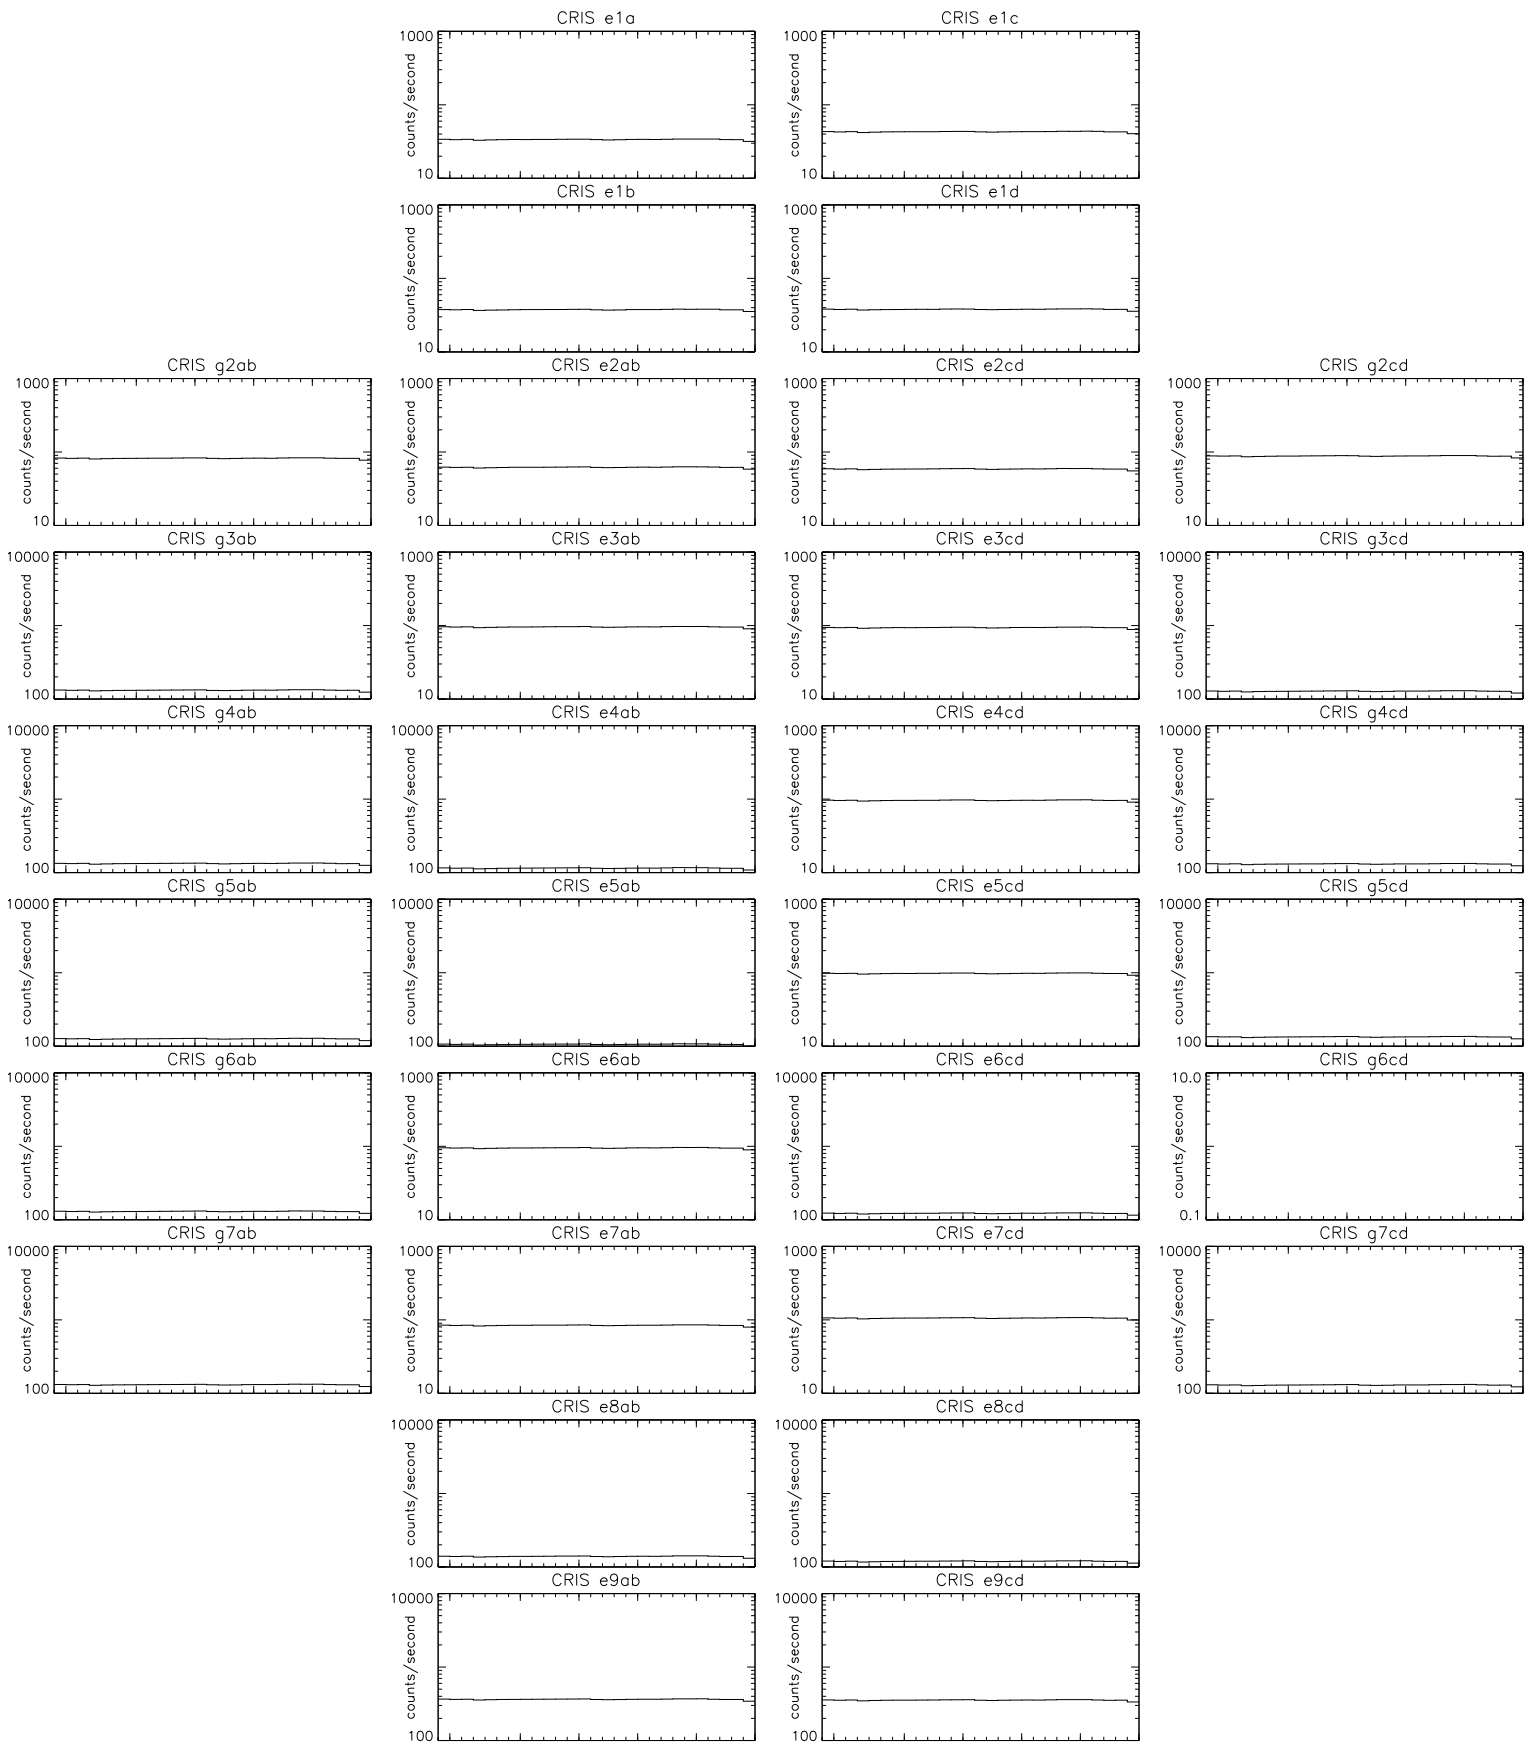 CRIS e1a
CRIS e1c
1000
counts/second
10
1000
counts/second
10
CRIS e1b
CRIS e1d
1000
counts/second
10
1000
counts/second
10
CRIS g2ab
CRIS e2ab
CRIS e2cd
CRIS g2cd
1000
counts/second
10
1000
counts/second
10
1000
counts/second
10
1000
counts/second
10
CRIS g3ab
CRIS e3ab
CRIS e3cd
CRIS g3cd
10000
counts/second
100
1000
counts/second
10
1000
counts/second
10
10000
counts/second
100
CRIS g4ab
CRIS e4ab
CRIS e4cd
CRIS g4cd
10000
counts/second
100
10000
counts/second
100
1000
counts/second
10
10000
counts/second
100
CRIS g5ab
CRIS e5ab
CRIS e5cd
CRIS g5cd
10000
counts/second
100
10000
counts/second
100
1000
counts/second
10
10000
counts/second
100
CRIS g6ab
CRIS e6ab
CRIS e6cd
CRIS g6cd
10000
counts/second
100
1000
counts/second
10
10000
counts/second
100
10.0
counts/second
0.1
CRIS g7ab
CRIS e7ab
CRIS e7cd
CRIS g7cd
10000
counts/second
100
1000
counts/second
10
1000
counts/second
10
10000
counts/second
100
CRIS e8ab
CRIS e8cd
10000
counts/second
100
10000
counts/second
100
CRIS e9ab
CRIS e9cd
10000
counts/second
100
10000
counts/second
100